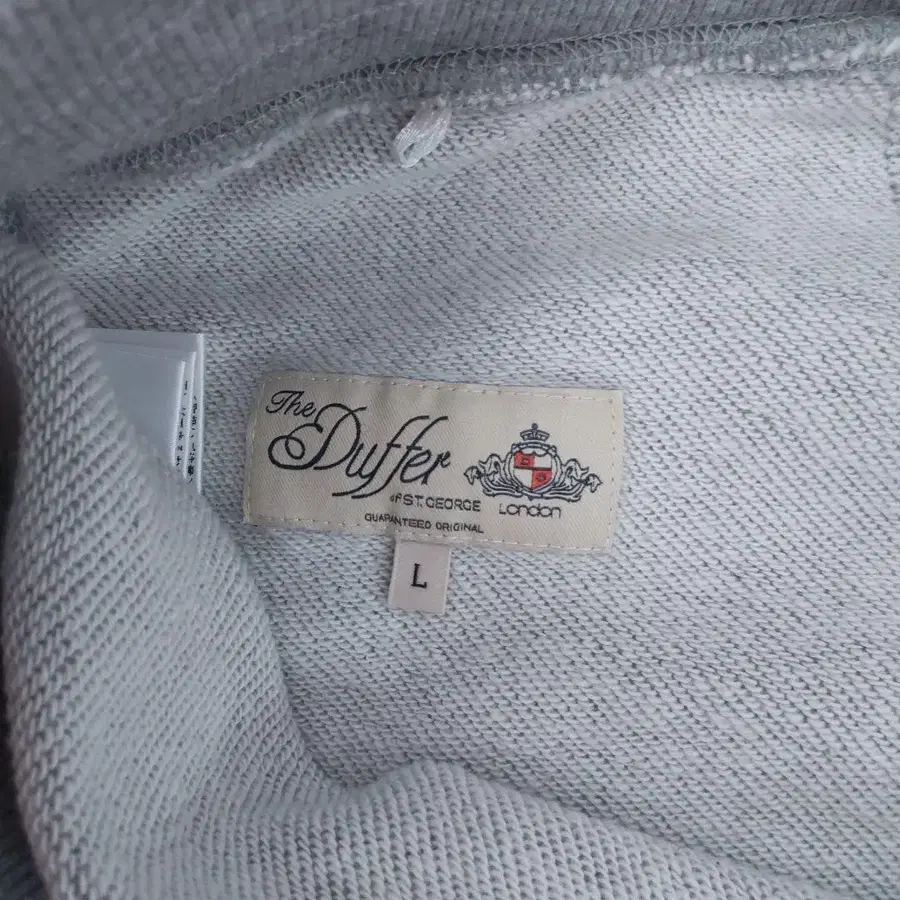 The
Duffer
OF ST. GEORGE
London
GUARANTEED ORIGINAL
L